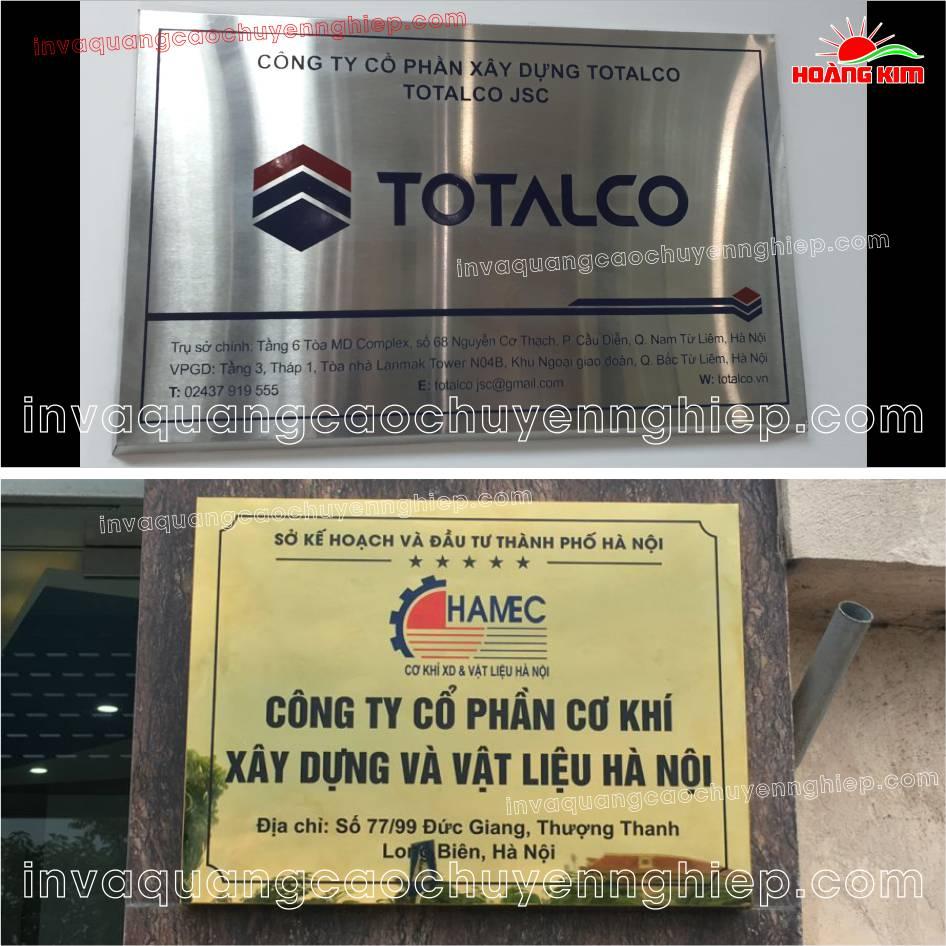 invaquangcaochuyennghiep.com
HOÀNG KIM
CÔNG TY CỔ PHẦN XÂY DỰNG TOTALCO
TOTALCO JSC
TOTALCO
invaquangcaochuyennghiep.com
Trụ sở chính: Tầng 6 Tòa MD Complex, số 68 Nguyễn Cơ Thạch, P. Cầu Diễn, Q. Nam Từ Liêm, Hà Nội
VPGD: Tầng 3, Tháp 1, Tòa nhà Lanmak Tower N04B, Khu Ngoại giao đoàn, Q. Bắc Từ Liêm, Hà Nội
T: 02437 919 555 E: totalco.jsc@gmail.com W: totalco.vn
invaquangcaochuyennghiep.com
invaquangcaochuyennghiep.com
SỞ KẾ HOẠCH VÀ ĐẦU TƯ THÀNH PHỐ HÀ NỘI
HAMEC
CƠ KHÍ XD & VẬT LIỆU HÀ NỘI
CÔNG TY CỔ PHẦN CƠ KHÍ
XÂY DỰNG VÀ VẬT LIỆU HÀ NỘI
invaquangcaochuyennghiep.com
Địa chỉ: Số 77/99 Đức Giang, Thượng Thanh
Long Biên, Hà Nội
invaquangcaochuyennghiep.com